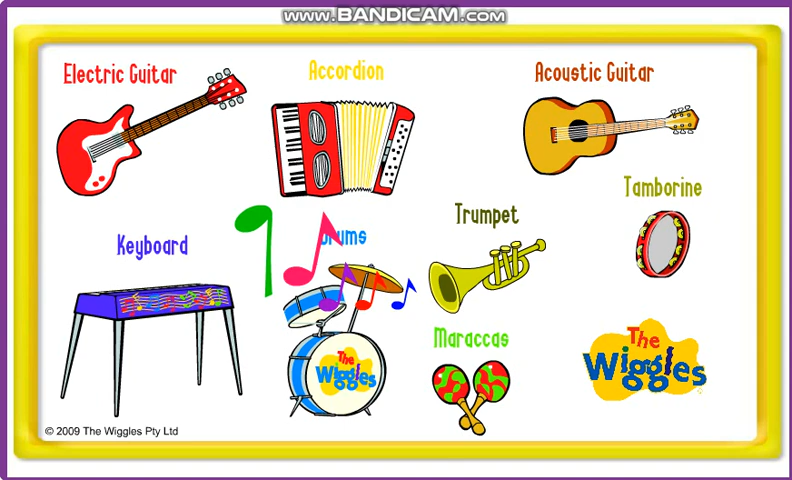 www.BANDICAM.com
Electric Guitar
Accordion
Acoustic Guitar
Tamborine
Trumpet
Keyboard
Drums
Maraccas
The
Wiggles
The
Wiggles
© 2009 The Wiggles Pty Ltd